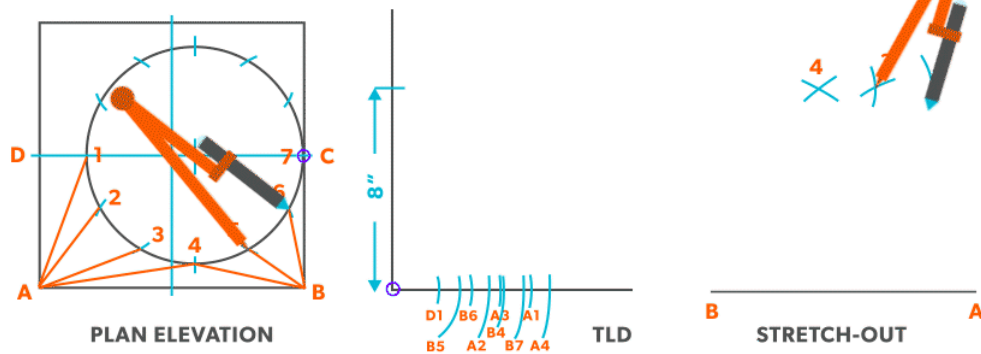 D
1
2
3
4
6
7
C
A
B
PLAN ELEVATION
8"
D1
B6
A3
A1
B4
B5
A2
B7
A4
TLD
4
B
A
STRETCH-OUT